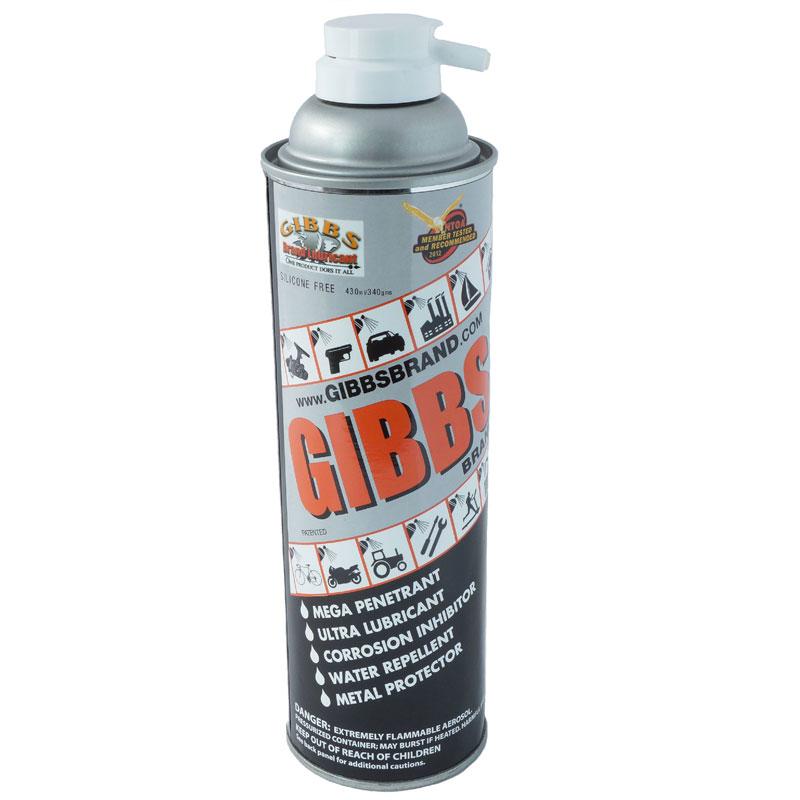 GIBBS
Brand Lubricant
ONE PRODUCT DOES IT ALL
NTOA
MEMBER TESTED
and RECOMMENDED
2012
SILICONE FREE 430ml/340gms
www.GIBBSBRAND.COM
GIBBS
BRAN
PATENTED
MEGA PENETRANT
ULTRA LUBRICANT
CORROSION INHIBITOR
WATER REPELLENT
METAL PROTECTOR
DANGER: EXTREMELY FLAMMABLE AEROSOL.
PRESSURIZED CONTAINER; MAY BURST IF HEATED. HARMFUL
KEEP OUT OF REACH OF CHILDREN
See back panel for additional cautions.